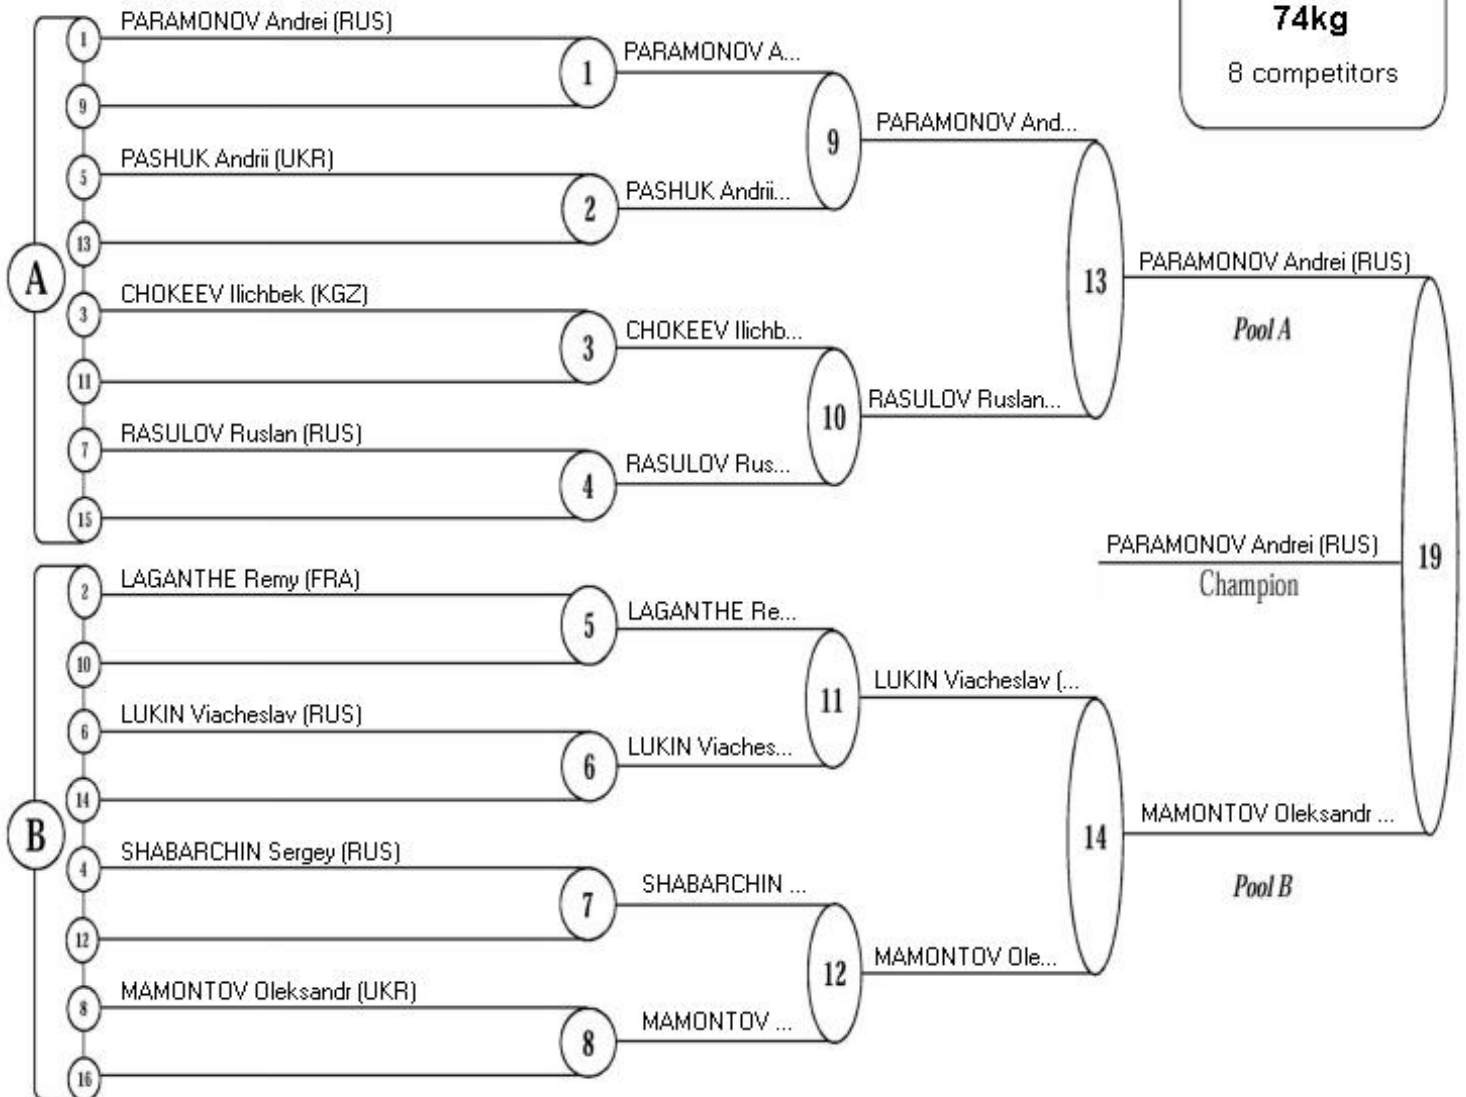 74kg
8 competitors
A
1
PARAMONOV Andrei (RUS)
9
1
PARAMONOV A...
5
PASHUK Andrii (UKR)
13
2
PASHUK Andrii...
9
PARAMONOV And...
3
CHOKEEV Ilichbek (KGZ)
11
3
CHOKEEV Ilichb...
7
RASULOV Ruslan (RUS)
15
4
RASULOV Rus...
10
RASULOV Ruslan...
13
PARAMONOV Andrei (RUS)
Pool A
B
2
LAGANTHE Remy (FRA)
10
5
LAGANTHE Re...
6
LUKIN Viacheslav (RUS)
14
6
LUKIN Viaches...
11
LUKIN Viacheslav (...
4
SHABARCHIN Sergey (RUS)
12
7
SHABARCHIN ...
8
MAMONTOV Oleksandr (UKR)
16
8
MAMONTOV ...
12
MAMONTOV Ole...
14
MAMONTOV Oleksandr ...
Pool B
19
PARAMONOV Andrei (RUS)
Champion